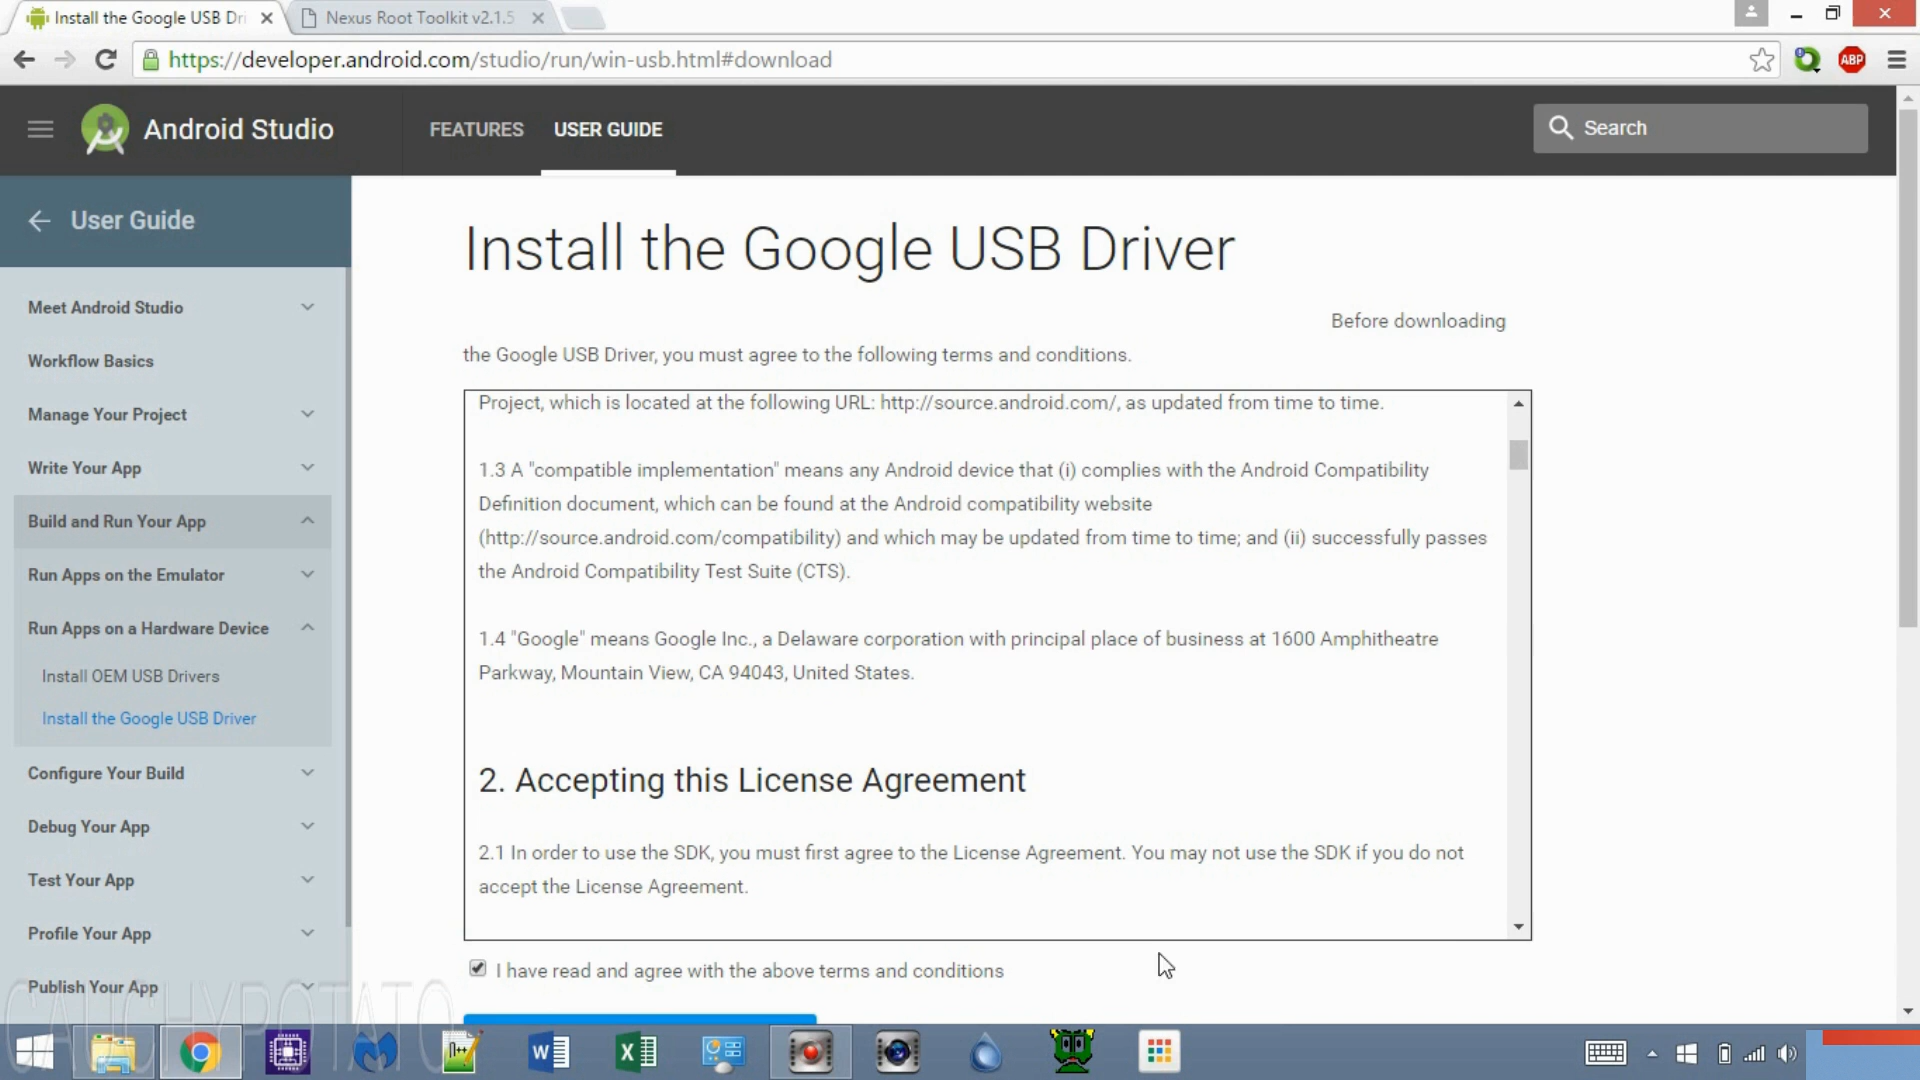 Install the Google USB Dri
Nexus Root Toolkit v2.1.5
https://developer.android.com/studio/run/win-usb.html#download
ABP
Android Studio
FEATURES
USER GUIDE
Search
User Guide
Meet Android Studio
Workflow Basics
Manage Your Project
Write Your App
Build and Run Your App
Run Apps on the Emulator
Run Apps on a Hardware Device
Install OEM USB Drivers
Install the Google USB Driver
Configure Your Build
Debug Your App
Test Your App
Profile Your App
Publish Your App
Install the Google USB Driver
Before downloading
the Google USB Driver, you must agree to the following terms and conditions.
Project, which is located at the following URL: http://source.android.com/, as updated from time to time.
1.3 A "compatible implementation" means any Android device that (i) complies with the Android Compatibility
Definition document, which can be found at the Android compatibility website
(http://source.android.com/compatibility) and which may be updated from time to time; and (ii) successfully passes
the Android Compatibility Test Suite (CTS).
1.4 "Google" means Google Inc., a Delaware corporation with principal place of business at 1600 Amphitheatre
Parkway, Mountain View, CA 94043, United States.
2. Accepting this License Agreement
2.1 In order to use the SDK, you must first agree to the License Agreement. You may not use the SDK if you do not
accept the License Agreement.
I have read and agree with the above terms and conditions
CAUCHYPOTATO